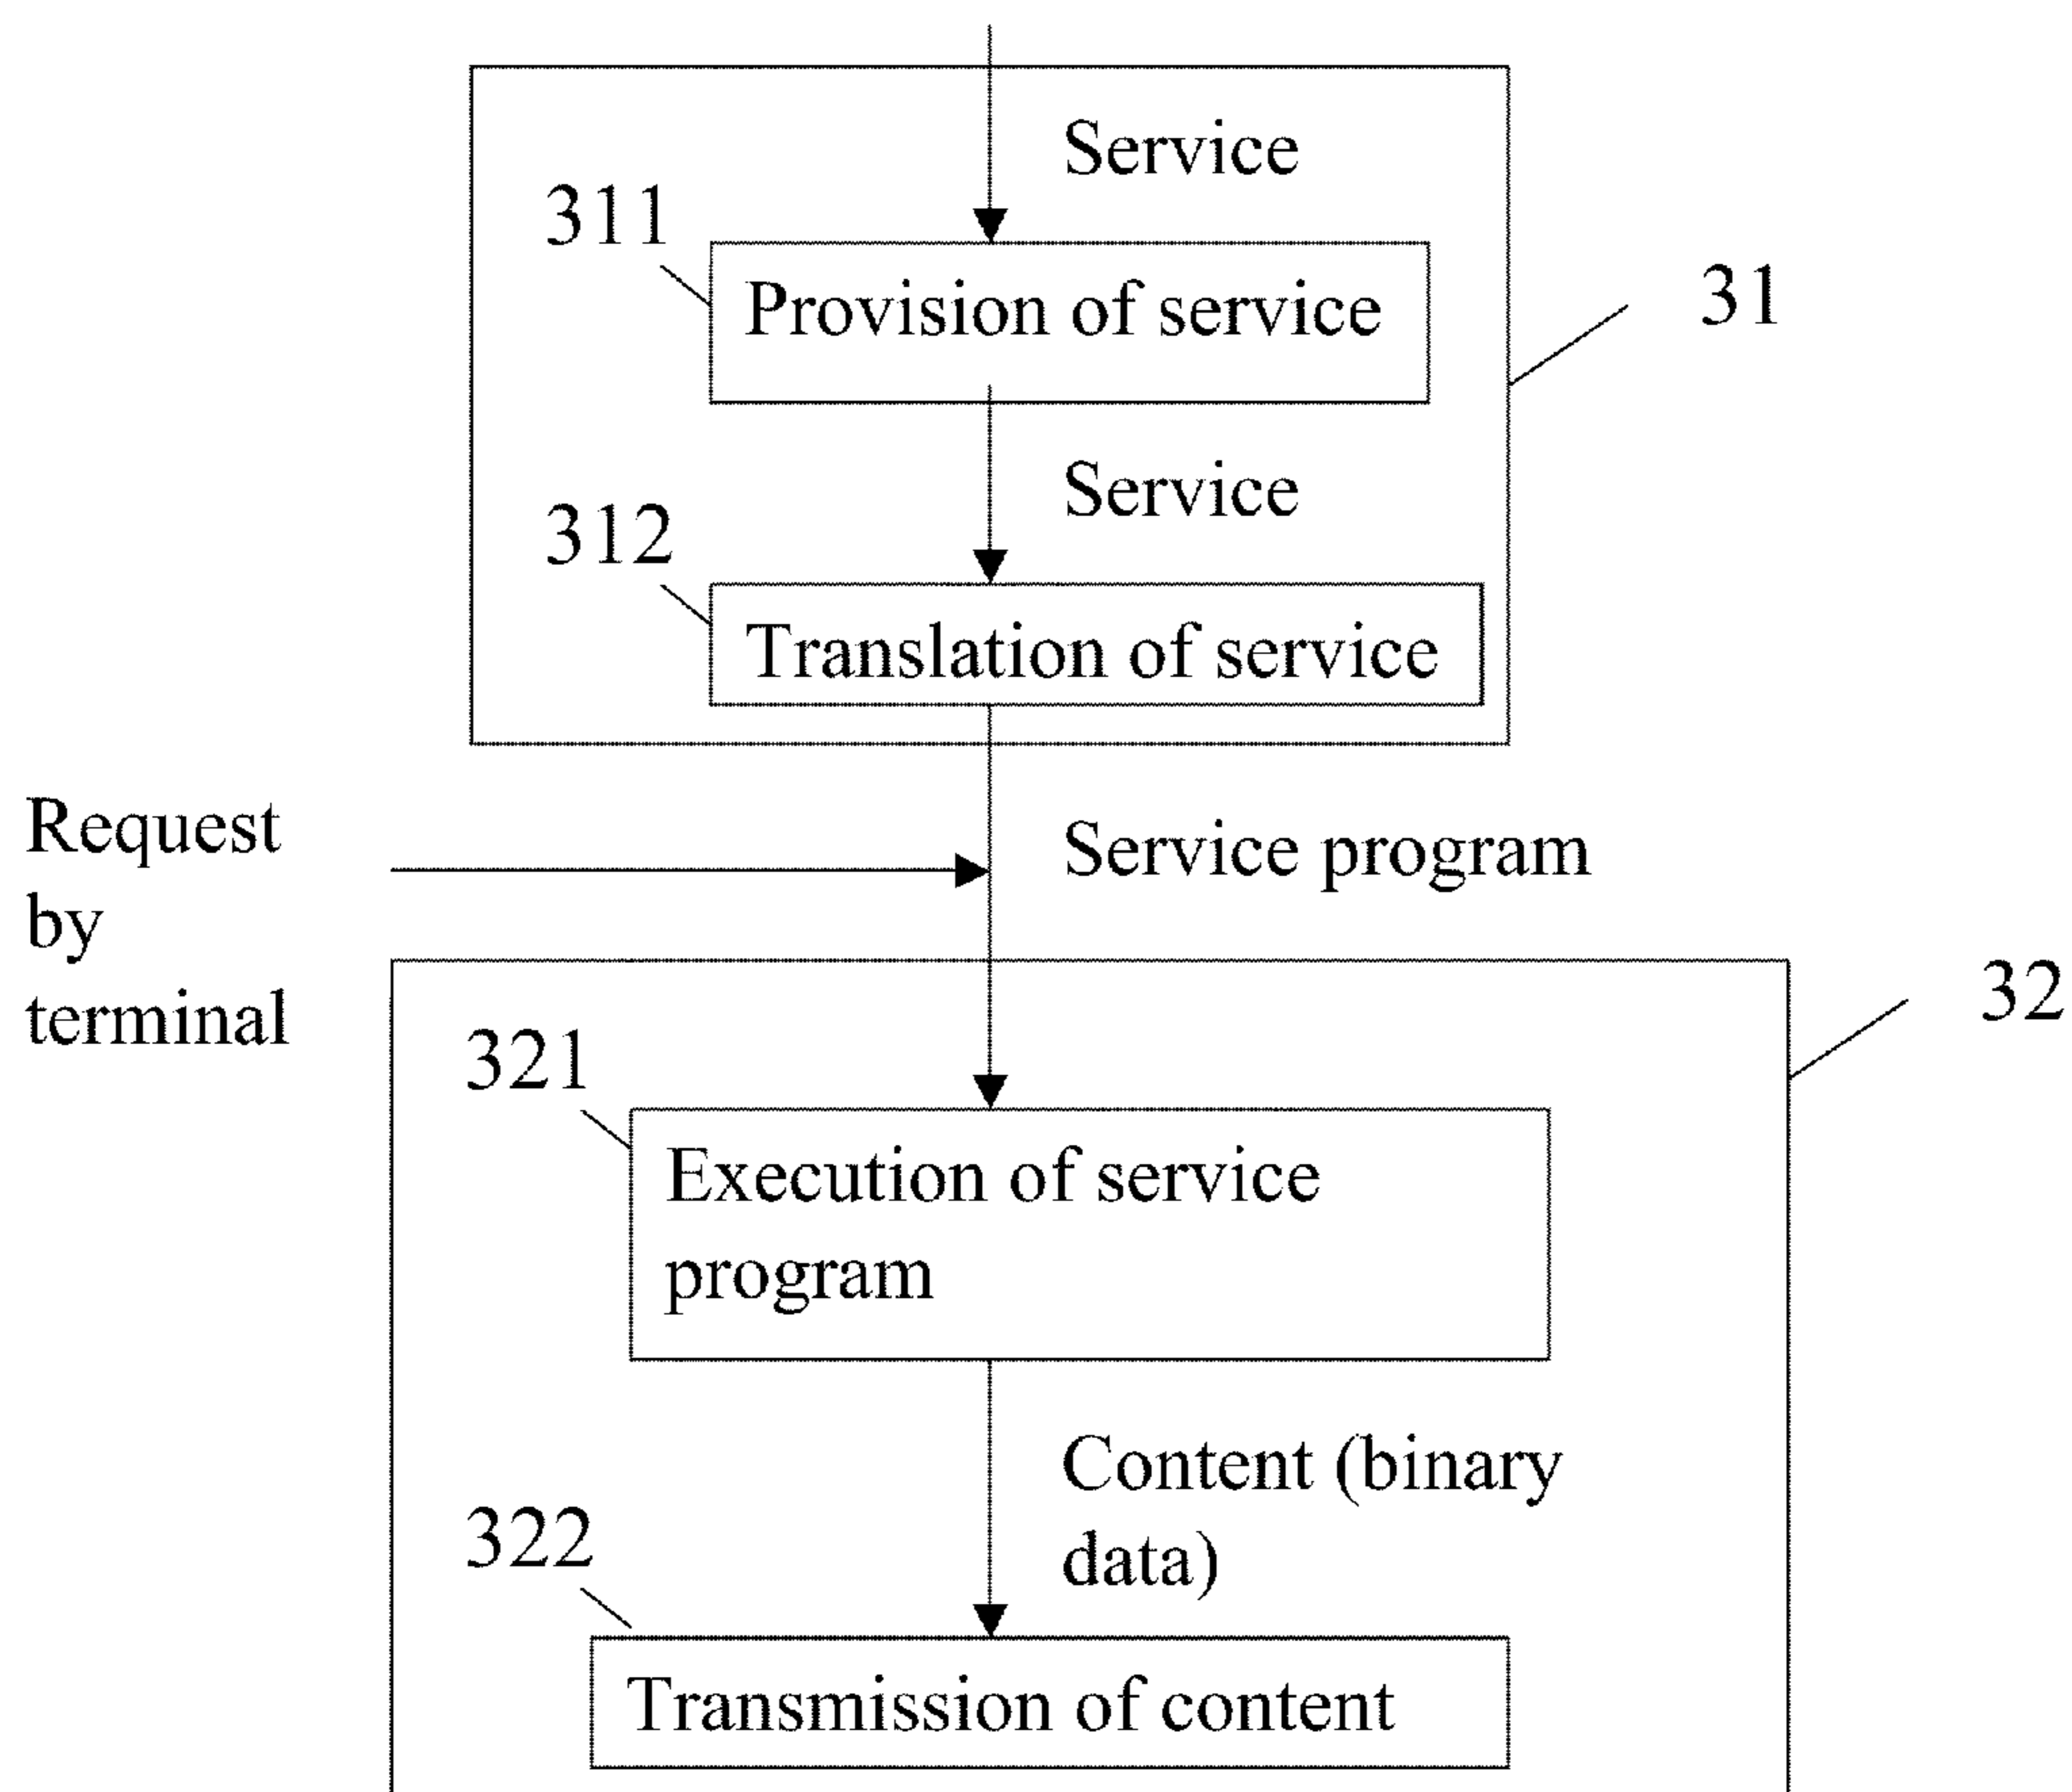 Service
311
Provision of service
31
Service
312
Translation of service
Request
by
terminal
Service program
32
321
Execution of service
program
Content (binary
data)
322
Transmission of content